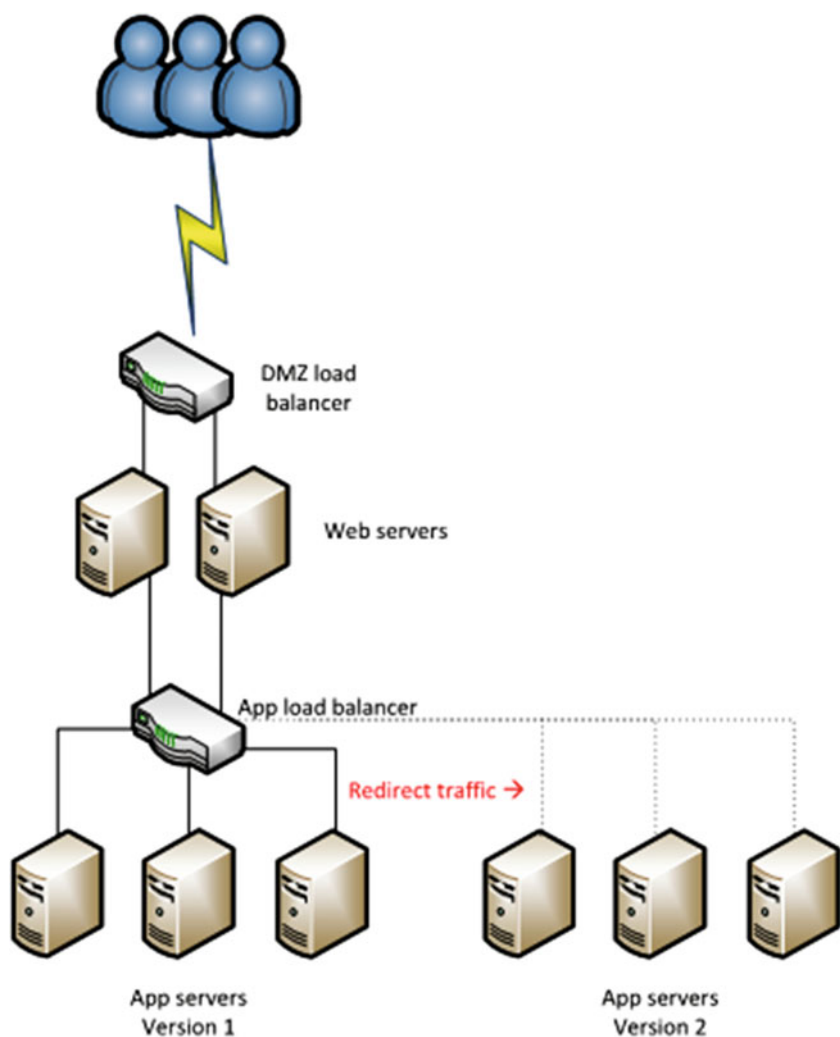 DMZ load
balancer
Web servers
App load balancer
Redirect traffic →
App servers
Version 1
App servers
Version 2